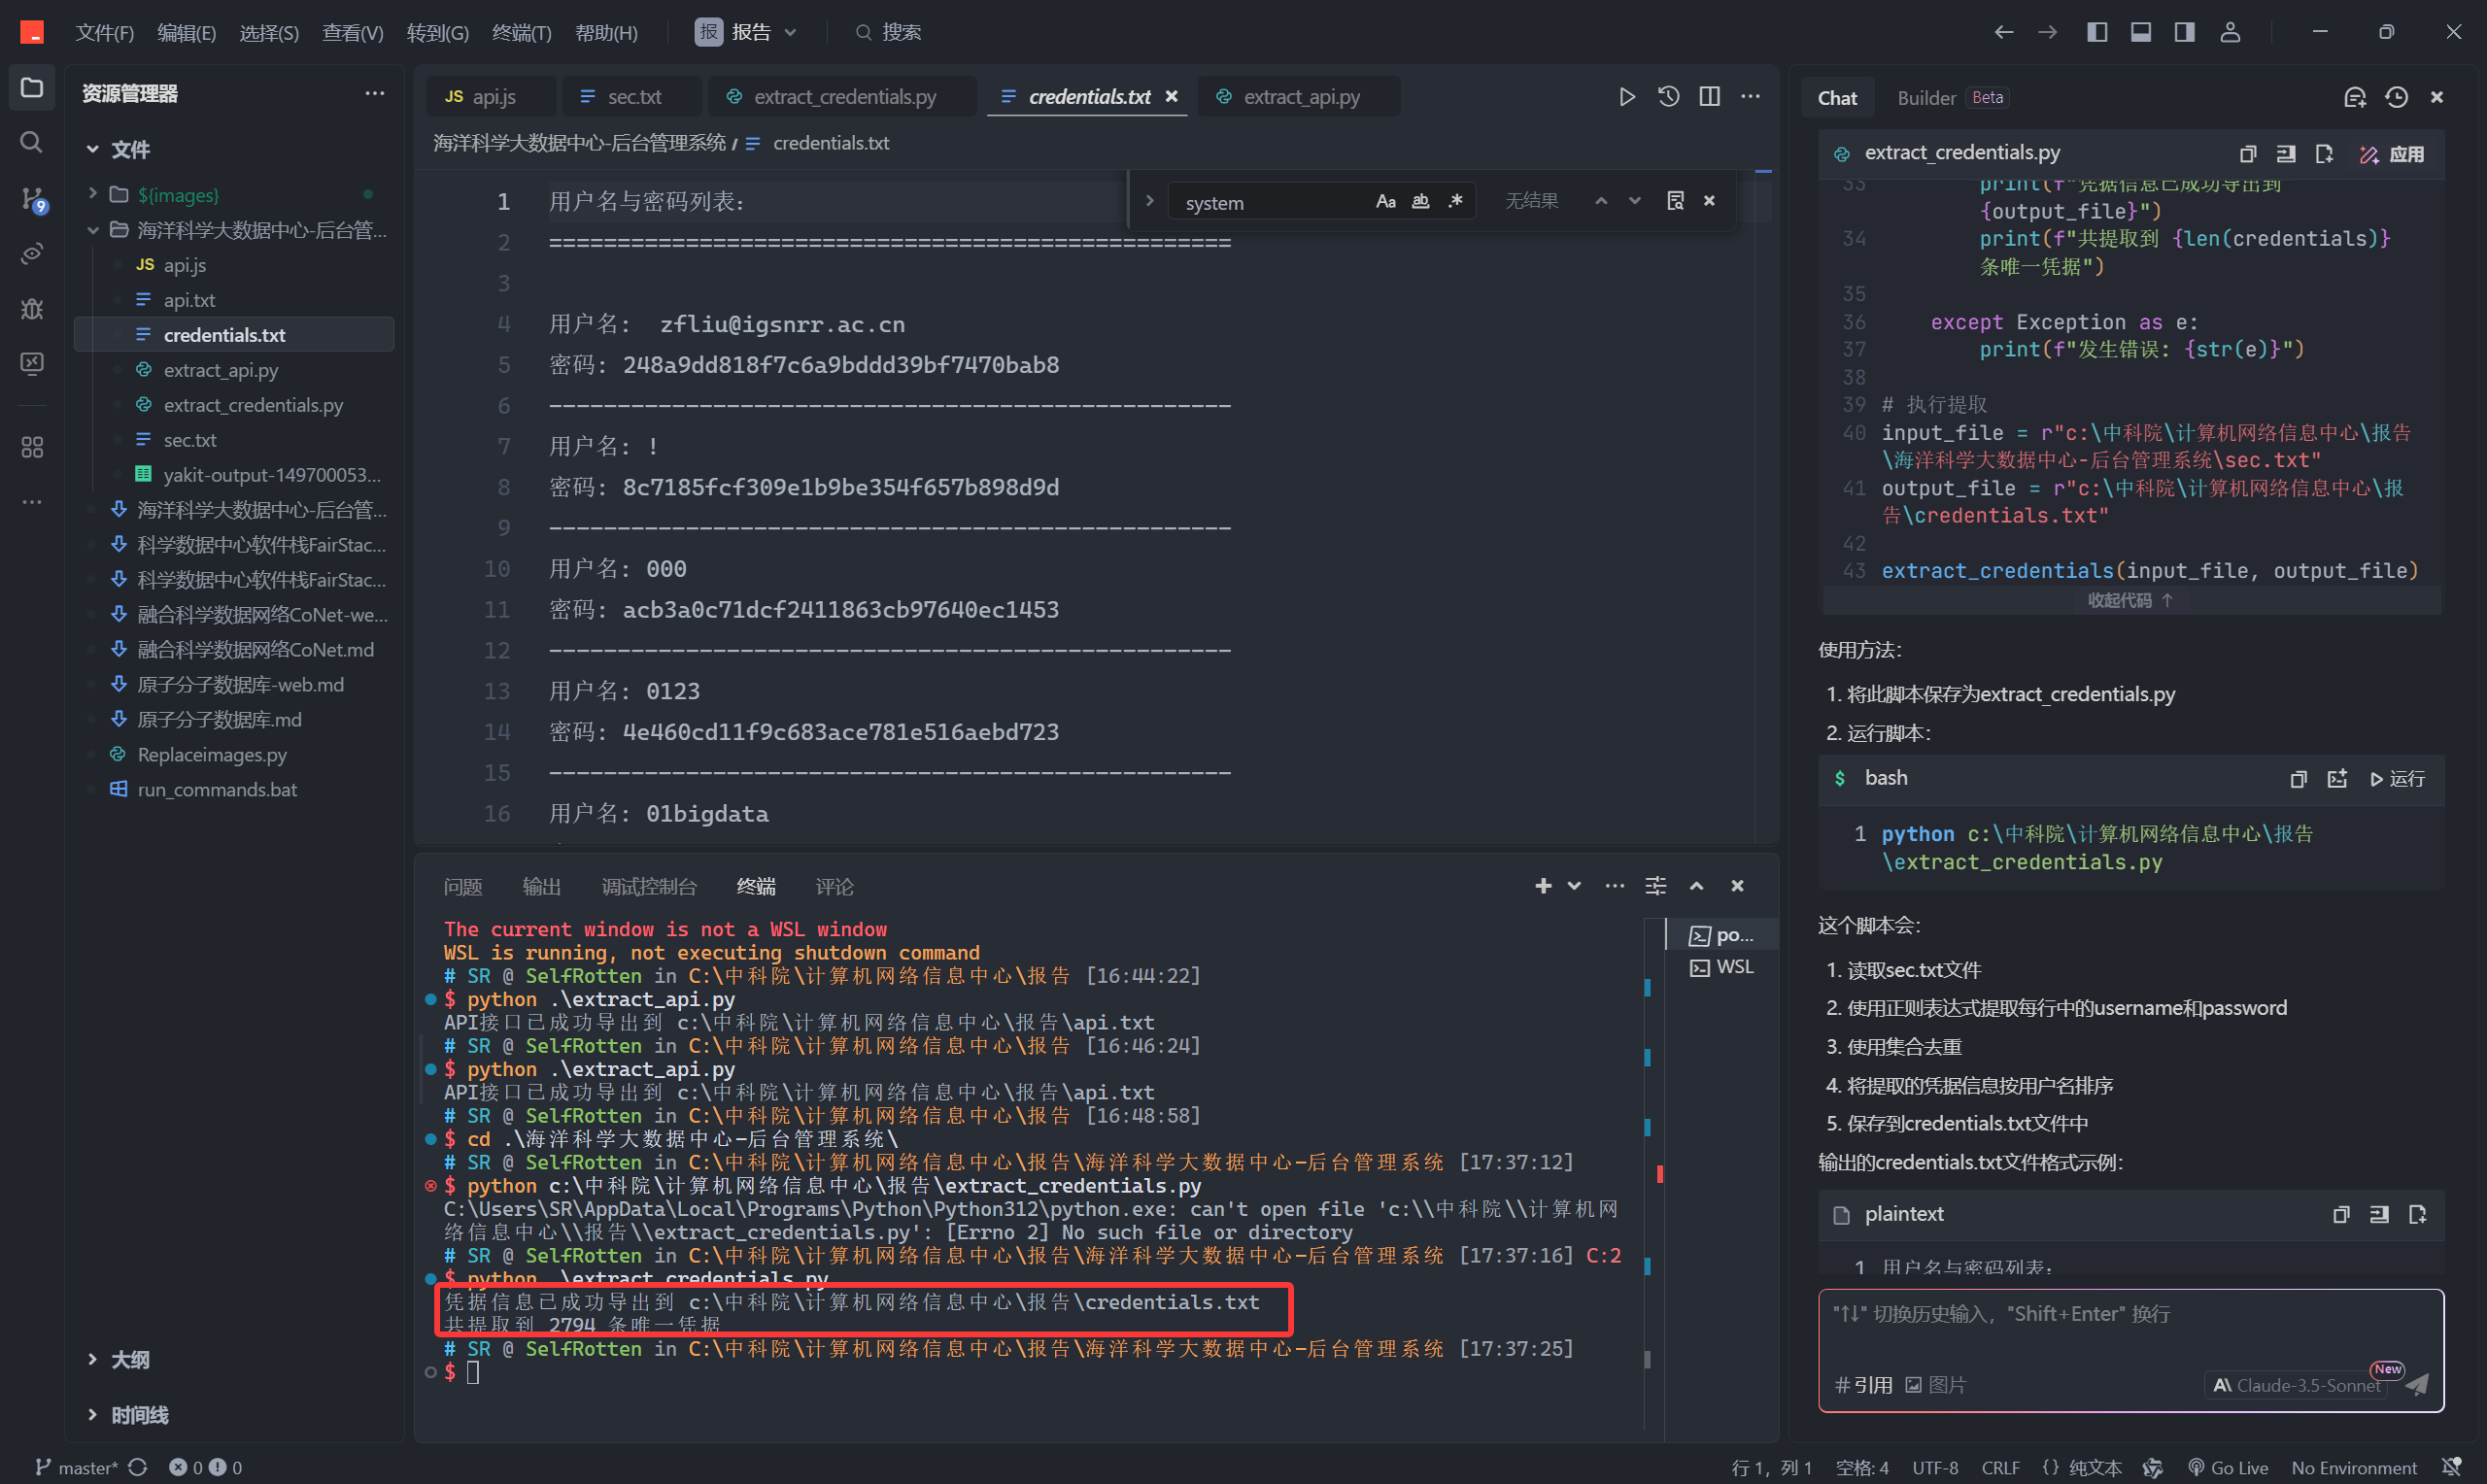 文件(F) 编辑(E) 选择(S) 查看(V) 转到(G) 终端(T) 帮助(H) 报 报告 搜索
资源管理器
文件
${images}
海洋科学大数据中心-后台管...
JS api.js
api.txt
credentials.txt
extract_api.py
extract_credentials.py
sec.txt
yakit-output-149700053...
海洋科学大数据中心-后台管...
科学数据中心软件栈FairStac...
科学数据中心软件栈FairStac...
融合科学数据网络CoNet-we...
融合科学数据网络CoNet.md
原子分子数据库-web.md
原子分子数据库.md
Replaceimages.py
run_commands.bat
大纲
时间线
9
JS api.js sec.txt extract_credentials.py credentials.txt extract_api.py
海洋科学大数据中心-后台管理系统 / credentials.txt
system Aa ab .* 无结果
1 用户名与密码列表:
2 ==================================================
3
4 用户名:  zfliu@igsnrr.ac.cn
5 密码: 248a9dd818f7c6a9bddd39bf7470bab8
6 --------------------------------------------------
7 用户名: !
8 密码: 8c7185fcf309e1b9be354f657b898d9d
9 --------------------------------------------------
10 用户名: 000
11 密码: acb3a0c71dcf2411863cb97640ec1453
12 --------------------------------------------------
13 用户名: 0123
14 密码: 4e460cd11f9c683ace781e516aebd723
15 --------------------------------------------------
16 用户名: 01bigdata
问题 输出 调试控制台 终端 评论
The current window is not a WSL window
WSL is running, not executing shutdown command
# SR @ SelfRotten in C:\中科院\计算机网络信息中心\报告 [16:44:22]
$ python .\extract_api.py
API接口已成功导出到 c:\中科院\计算机网络信息中心\报告\api.txt
# SR @ SelfRotten in C:\中科院\计算机网络信息中心\报告 [16:46:24]
$ python .\extract_api.py
API接口已成功导出到 c:\中科院\计算机网络信息中心\报告\api.txt
# SR @ SelfRotten in C:\中科院\计算机网络信息中心\报告 [16:48:58]
$ cd .\海洋科学大数据中心-后台管理系统\
# SR @ SelfRotten in C:\中科院\计算机网络信息中心\报告\海洋科学大数据中心-后台管理系统 [17:37:12]
$ python c:\中科院\计算机网络信息中心\报告\extract_credentials.py
C:\Users\SR\AppData\Local\Programs\Python\Python312\python.exe: can't open file 'c:\\中科院\\计算机网
络信息中心\\报告\\extract_credentials.py': [Errno 2] No such file or directory
# SR @ SelfRotten in C:\中科院\计算机网络信息中心\报告\海洋科学大数据中心-后台管理系统 [17:37:16] C:2
$ python .\extract_credentials.py
凭据信息已成功导出到 c:\中科院\计算机网络信息中心\报告\credentials.txt
共提取到 2794 条唯一凭据
# SR @ SelfRotten in C:\中科院\计算机网络信息中心\报告\海洋科学大数据中心-后台管理系统 [17:37:25]
$
po...
WSL
Chat Builder Beta
extract_credentials.py 应用
33 print(f"凭据信息已成功导出到
{output_file}")
34 print(f"共提取到 {len(credentials)}
条唯一凭据")
35
36 except Exception as e:
37 print(f"发生错误: {str(e)}")
38
39 # 执行提取
40 input_file = r"c:\中科院\计算机网络信息中心\报告
\海洋科学大数据中心-后台管理系统\sec.txt"
41 output_file = r"c:\中科院\计算机网络信息中心\报
告\credentials.txt"
42
43 extract_credentials(input_file, output_file)
收起代码 ↑
使用方法:
1. 将此脚本保存为extract_credentials.py
2. 运行脚本:
$ bash 运行
1 python c:\中科院\计算机网络信息中心\报告
\extract_credentials.py
这个脚本会:
1. 读取sec.txt文件
2. 使用正则表达式提取每行中的username和password
3. 使用集合去重
4. 将提取的凭据信息按用户名排序
5. 保存到credentials.txt文件中
输出的credentials.txt文件格式示例:
plaintext
1 用户名与密码列表:
"↑↓" 切换历史输入，"Shift+Enter" 换行
New
# 引用 图片 Claude-3.5-Sonnet
master* 0 0 行 1，列 1 空格: 4 UTF-8 CRLF {} 纯文本 Go Live No Environment